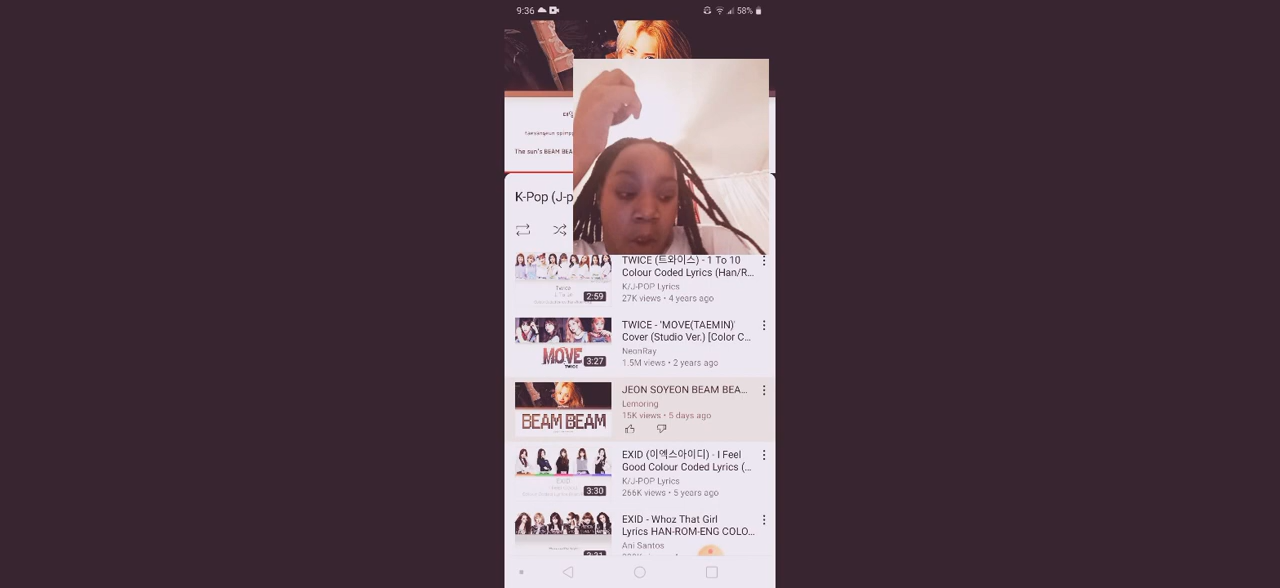 9:36
58%
The sun's BEAM BEA
K-Pop (J-p
TWICE (트와이스) - 1 To 10
Colour Coded Lyrics (Han/R...
K/J-POP Lyrics
27K views • 4 years ago
Twice
2:59
TWICE - 'MOVE(TAEMIN)'
Cover (Studio Ver.) [Color C...
NeonRay
1.5M views • 2 years ago
MOVE
TWICE
3:27
JEON SOYEON BEAM BEA...
Lemoring
15K views • 5 days ago
BEAM BEAM
EXID (이엑스아이디) - I Feel
Good Colour Coded Lyrics (...
K/J-POP Lyrics
266K views • 5 years ago
EXID
3:30
EXID - Whoz That Girl
Lyrics HAN-ROM-ENG COLO...
Ani Santos